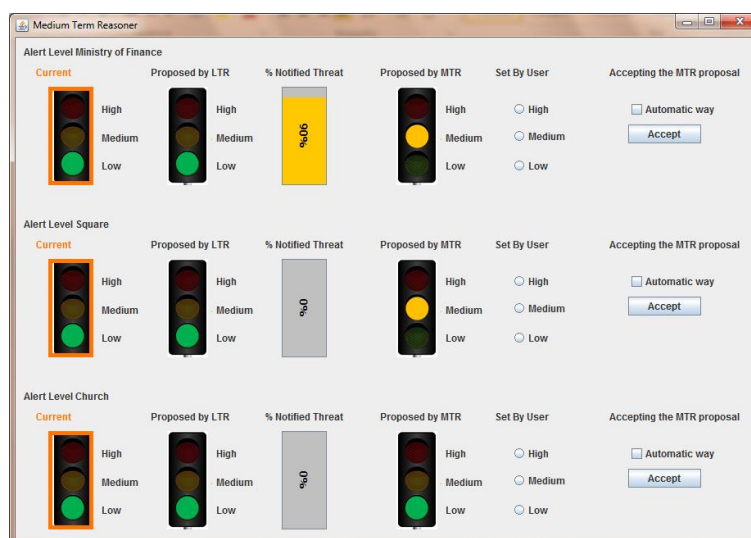 Medium Term Reasoner
Alert Level Ministry of Finance
Current Proposed by LTR % Notified Threat Proposed by MTR Set By User Accepting the MTR proposal
High High High High Automatic way
Medium Medium 90% Medium Medium Accept
Low Low Low Low
Alert Level Square
Current Proposed by LTR % Notified Threat Proposed by MTR Set By User Accepting the MTR proposal
High High High High Automatic way
Medium Medium 0% Medium Medium Accept
Low Low Low Low
Alert Level Church
Current Proposed by LTR % Notified Threat Proposed by MTR Set By User Accepting the MTR proposal
High High High High Automatic way
Medium Medium 0% Medium Medium Accept
Low Low Low Low